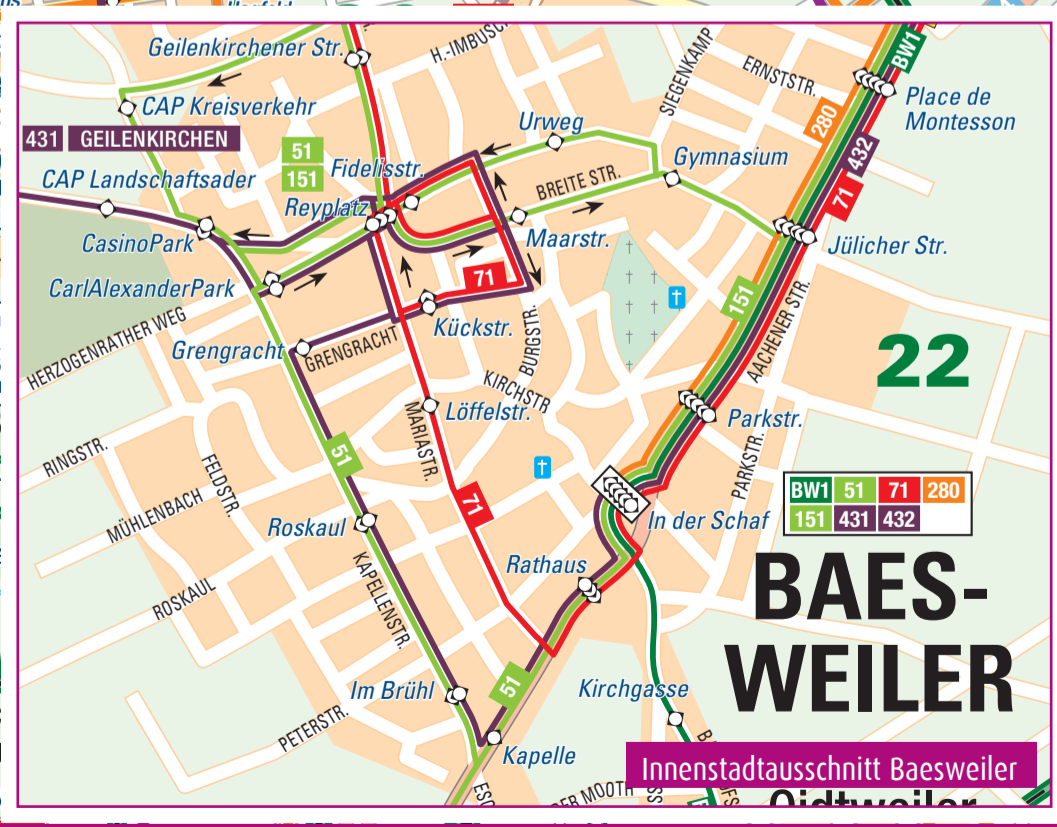 Geilenkirchener Str.
H.-IMBUSCH
SIEGENKAMP
ERNSTSTR.
BW1
CAP Kreisverkehr
280
Place de
Montesson
431 GEILENKIRCHEN
Urweg
51
151
Fidelisstr.
Gymnasium
432
CAP Landschaftsader
BREITE STR.
71
Reyplatz
CasinoPark
Maarstr.
Jülicher Str.
CarlAlexanderPark
71
151
HERZOGENRATHER WEG
Kückstr.
AACHENER STR.
Grengracht
GRENGRACHT
BURGSTR.
22
KIRCHSTR
MARIASTR.
Löffelstr.
Parkstr.
RINGSTR.
51
FELDSTR.
PARKSTR.
MÜHLENBACH
71
BW1 51 71 280
151 431 432
Roskaul
In der Schaf
KAPELLENSTR.
Rathaus
BAES-
WEILER
ROSKAUL
51
Im Brühl
Kirchgasse
PETERSTR.
Kapelle
Innenstadtausschnitt Baesweiler
Oidtweiler